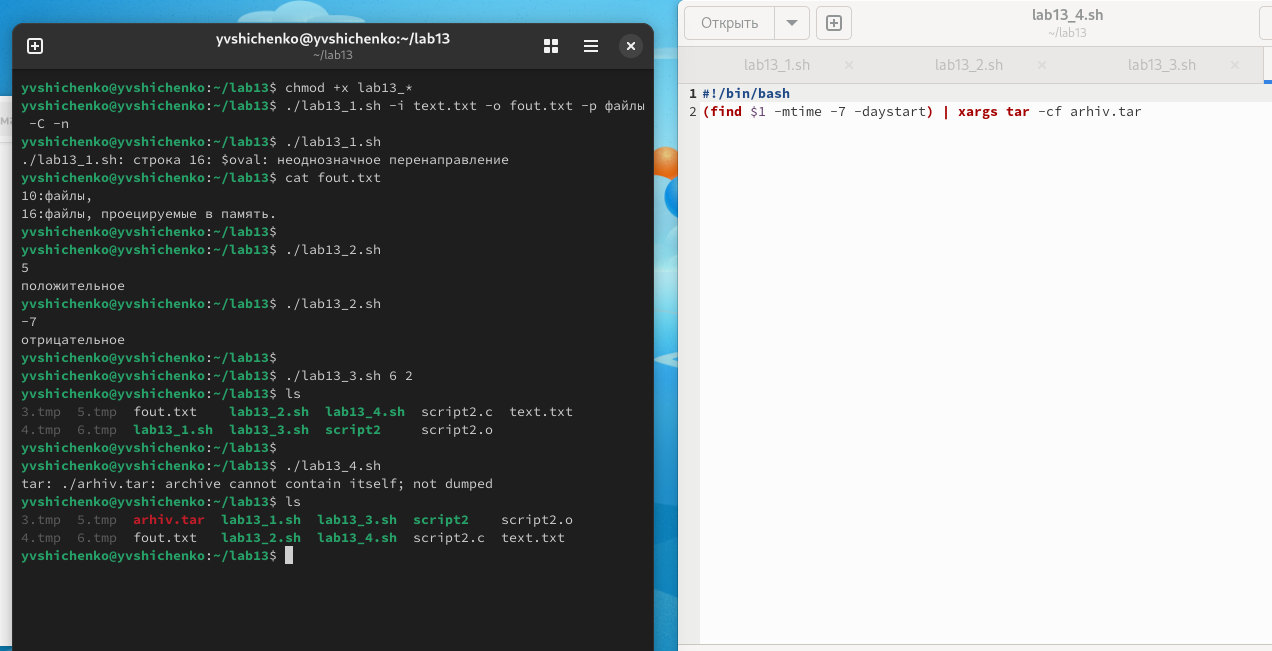 yvshichenko@yvshichenko:~/lab13
~/lab13
yvshichenko@yvshichenko:~/lab13$ chmod +x lab13_*
yvshichenko@yvshichenko:~/lab13$ ./lab13_1.sh -i text.txt -o fout.txt -p файлы
-C -n
yvshichenko@yvshichenko:~/lab13$ ./lab13_1.sh
./lab13_1.sh: строка 16: $oval: неоднозначное перенаправление
yvshichenko@yvshichenko:~/lab13$ cat fout.txt
10:файлы,
16:файлы, проецируемые в память.
yvshichenko@yvshichenko:~/lab13$
yvshichenko@yvshichenko:~/lab13$ ./lab13_2.sh
5
положительное
yvshichenko@yvshichenko:~/lab13$ ./lab13_2.sh
-7
отрицательное
yvshichenko@yvshichenko:~/lab13$
yvshichenko@yvshichenko:~/lab13$ ./lab13_3.sh 6 2
yvshichenko@yvshichenko:~/lab13$ ls
3.tmp 5.tmp fout.txt lab13_2.sh lab13_4.sh script2.c text.txt
4.tmp 6.tmp lab13_1.sh lab13_3.sh script2 script2.o
yvshichenko@yvshichenko:~/lab13$
yvshichenko@yvshichenko:~/lab13$ ./lab13_4.sh
tar: ./arhiv.tar: archive cannot contain itself; not dumped
yvshichenko@yvshichenko:~/lab13$ ls
3.tmp 5.tmp arhiv.tar lab13_1.sh lab13_3.sh script2 script2.o
4.tmp 6.tmp fout.txt lab13_2.sh lab13_4.sh script2.c text.txt
yvshichenko@yvshichenko:~/lab13$
Открыть
lab13_4.sh
~/lab13
lab13_1.sh × lab13_2.sh × lab13_3.sh ×
1 #!/bin/bash
2 (find $1 -mtime -7 -daystart) | xargs tar -cf arhiv.tar